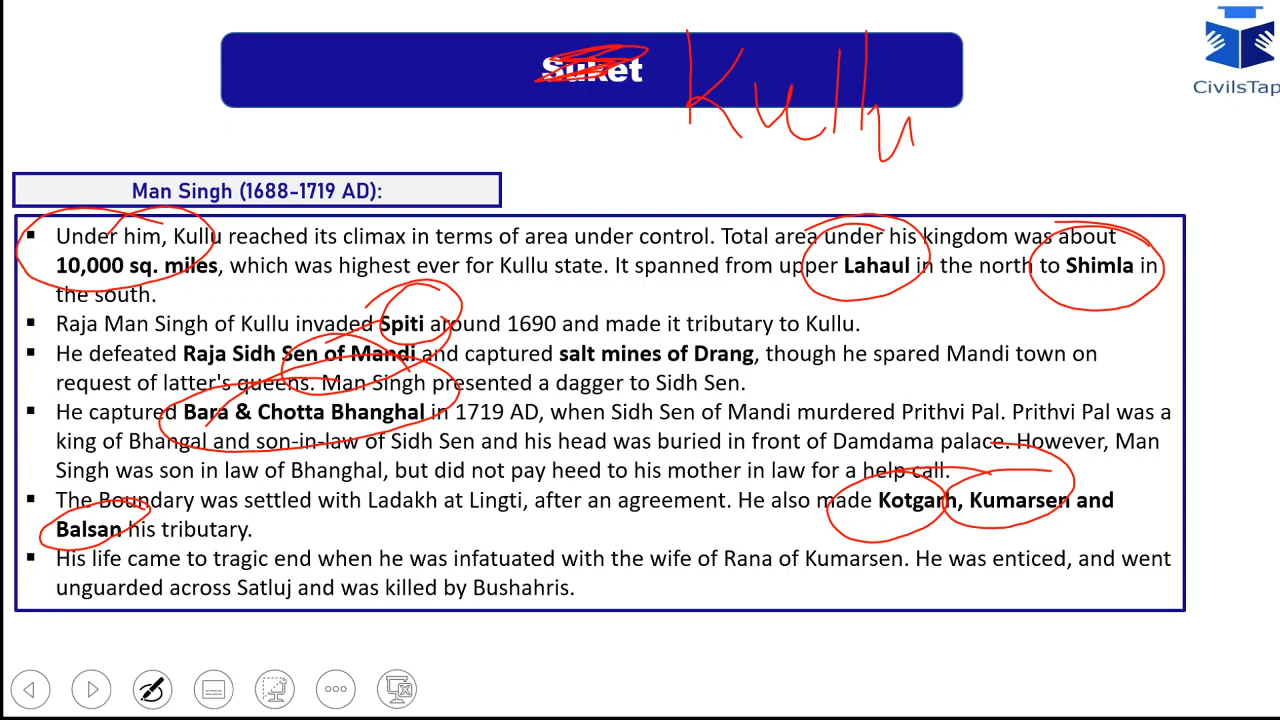 Suket Kullu
CivilsTap
Man Singh (1688-1719 AD):
▪ Under him, Kullu reached its climax in terms of area under control. Total area under his kingdom was about
10,000 sq. miles, which was highest ever for Kullu state. It spanned from upper Lahaul in the north to Shimla in
the south.
▪ Raja Man Singh of Kullu invaded Spiti around 1690 and made it tributary to Kullu.
▪ He defeated Raja Sidh Sen of Mandi and captured salt mines of Drang, though he spared Mandi town on
request of latter's queens. Man Singh presented a dagger to Sidh Sen.
▪ He captured Bara & Chotta Bhanghal in 1719 AD, when Sidh Sen of Mandi murdered Prithvi Pal. Prithvi Pal was a
king of Bhangal and son-in-law of Sidh Sen and his head was buried in front of Damdama palace. However, Man
Singh was son in law of Bhanghal, but did not pay heed to his mother in law for a help call.
▪ The Boundary was settled with Ladakh at Lingti, after an agreement. He also made Kotgarh, Kumarsen and
Balsan his tributary.
▪ His life came to tragic end when he was infatuated with the wife of Rana of Kumarsen. He was enticed, and went
unguarded across Satluj and was killed by Bushahris.